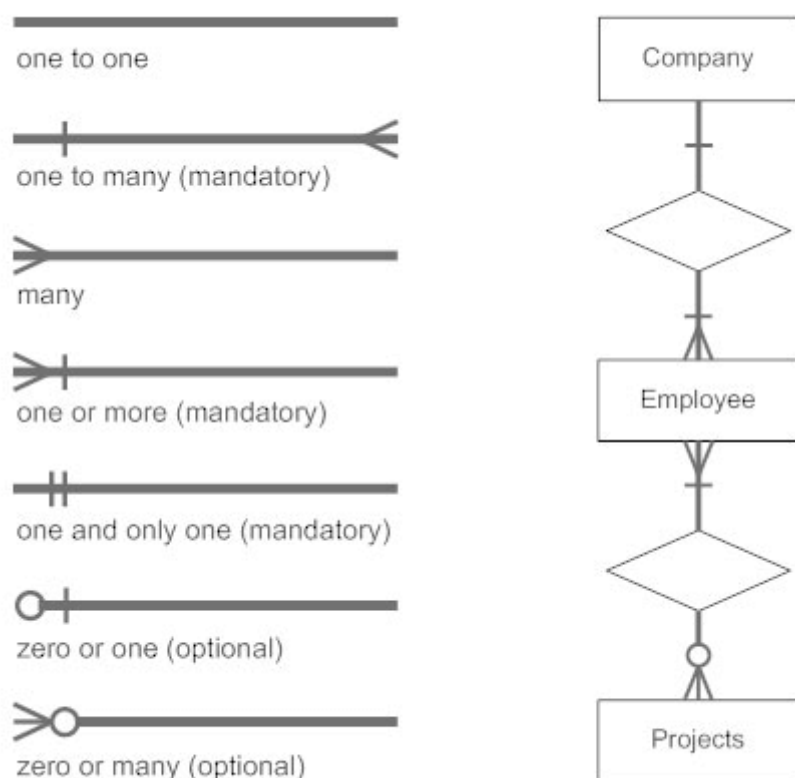 one to one
one to many (mandatory)
many
one or more (mandatory)
one and only one (mandatory)
zero or one (optional)
zero or many (optional)
Company
Employee
Projects